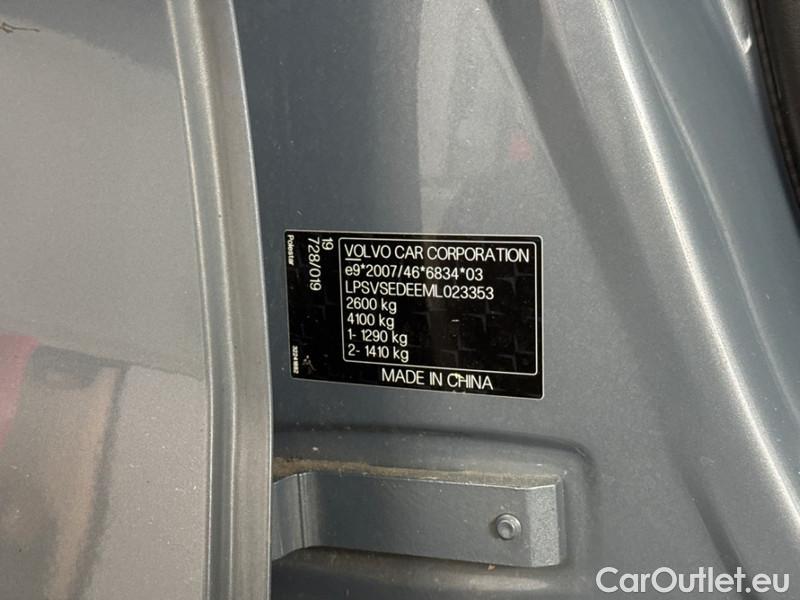 VOLVO CAR CORPORATION
e9*2007/46*6834*03
LPSVSEDEEML023353
2600 kg
4100 kg
1- 1290 kg
2- 1410 kg
MADE IN CHINA
19
728/019
Polestar
CarOutlet.eu